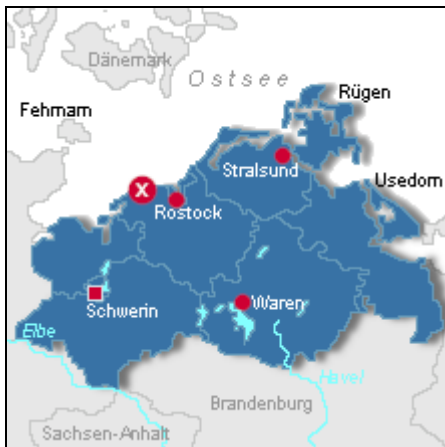 Dänemark
Ostsee
Rügen
Fehmarn
Stralsund
Usedom
X
Rostock
Schwerin
Waren
Elbe
Havel
Brandenburg
Sachsen-Anhalt